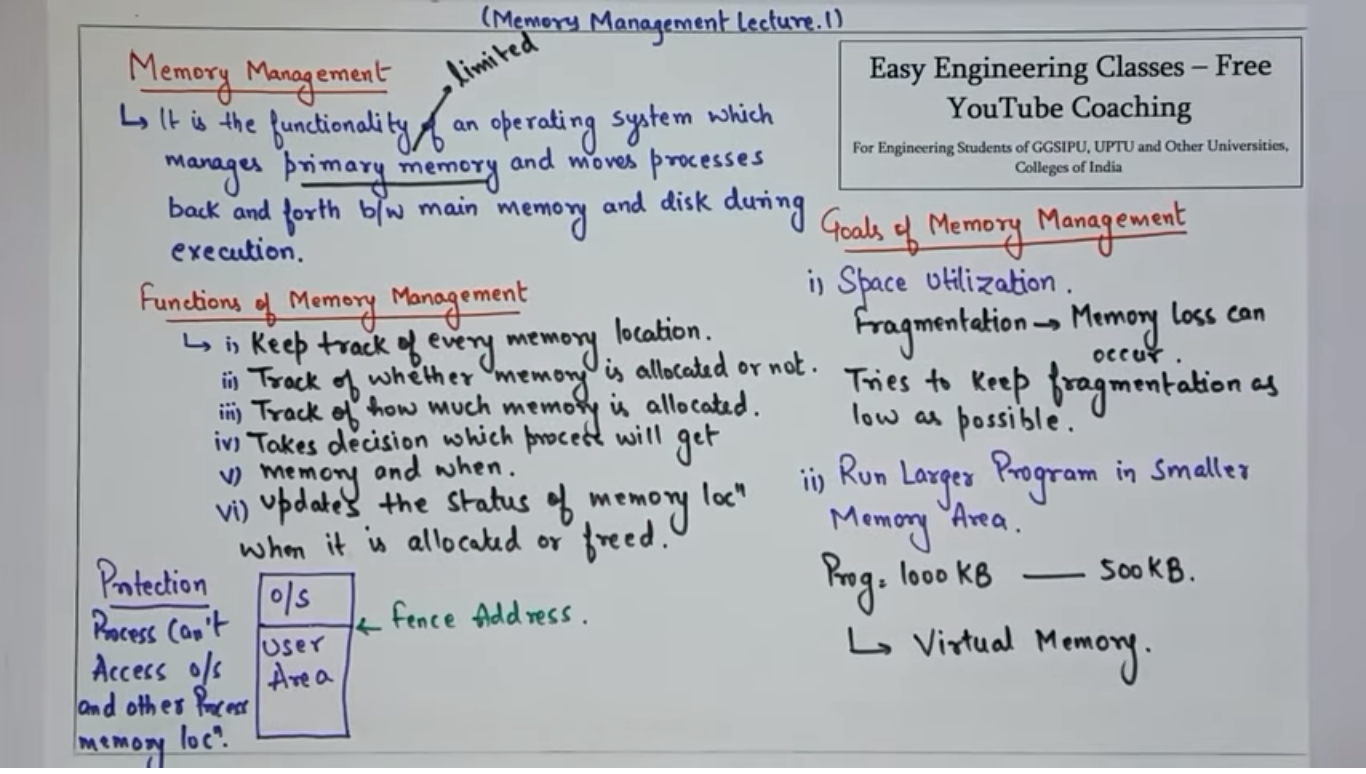 (Memory Management Lecture.1)
Memory Management
limited
↳ It is the functionality of an operating system which
manages primary memory and moves processes
back and forth b/w main memory and disk during
execution.
Functions of Memory Management
↳ i) Keep track of every memory location.
ii) Track of whether memory is allocated or not.
iii) Track of how much memory is allocated.
iv) Takes decision which process will get
v) memory and when.
vi) Updates the status of memory locⁿ
when it is allocated or freed.
Protection
Process Can't
Access O/S
and other Process
memory locⁿ.
O/S
User
Area
← Fence Address.
Easy Engineering Classes – Free
YouTube Coaching
For Engineering Students of GGSIPU, UPTU and Other Universities,
Colleges of India
Goals of Memory Management
i) Space Utilization.
Fragmentation → Memory loss can
occur.
Tries to keep fragmentation as
low as possible.
ii) Run Larger Program in Smaller
Memory Area.
Prog = 1000 KB — 500 KB.
↳ Virtual Memory.